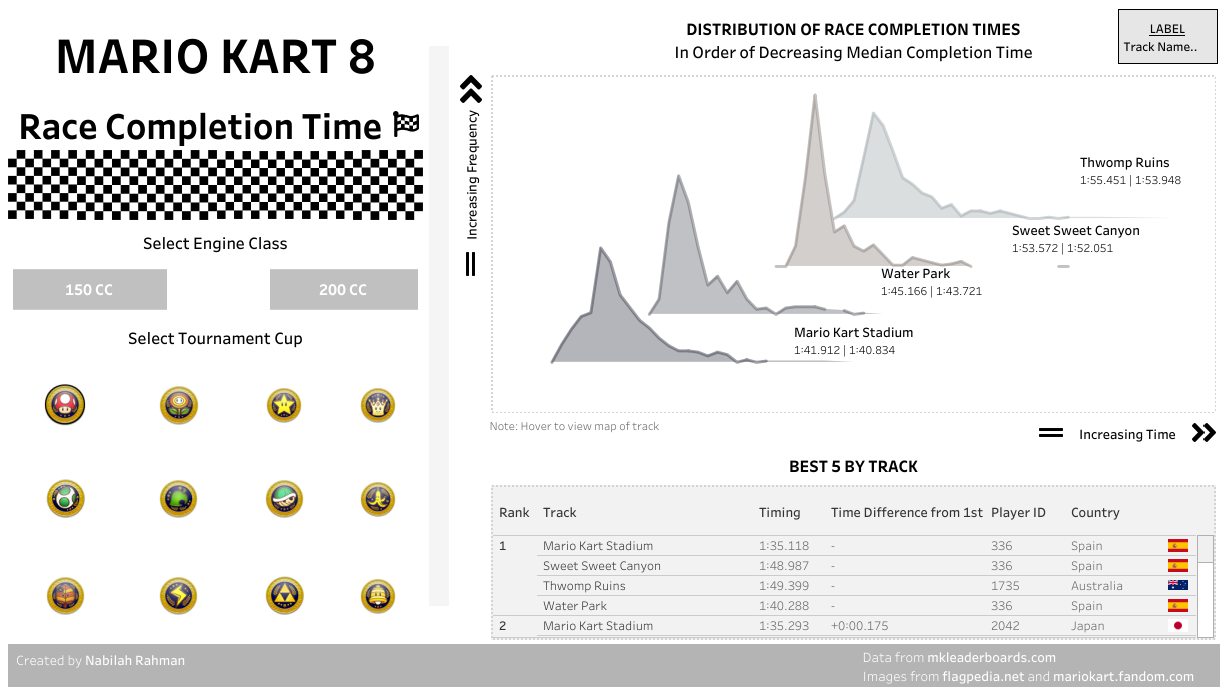 MARIO KART 8
Race Completion Time
Select Engine Class
150 CC
200 CC
Select Tournament Cup
DISTRIBUTION OF RACE COMPLETION TIMES
In Order of Decreasing Median Completion Time
LABEL
Track Name..
Increasing Frequency
Thwomp Ruins
1:55.451 | 1:53.948
Sweet Sweet Canyon
1:53.572 | 1:52.051
Water Park
1:45.166 | 1:43.721
Mario Kart Stadium
1:41.912 | 1:40.834
Note: Hover to view map of track
Increasing Time
BEST 5 BY TRACK
Rank Track Timing Time Difference from 1st Player ID Country
1 Mario Kart Stadium 1:35.118 - 336 Spain
Sweet Sweet Canyon 1:48.987 - 336 Spain
Thwomp Ruins 1:49.399 - 1735 Australia
Water Park 1:40.288 - 336 Spain
2 Mario Kart Stadium 1:35.293 +0:00.175 2042 Japan
Created by Nabilah Rahman
Data from mkleaderboards.com
Images from flagpedia.net and mariokart.fandom.com